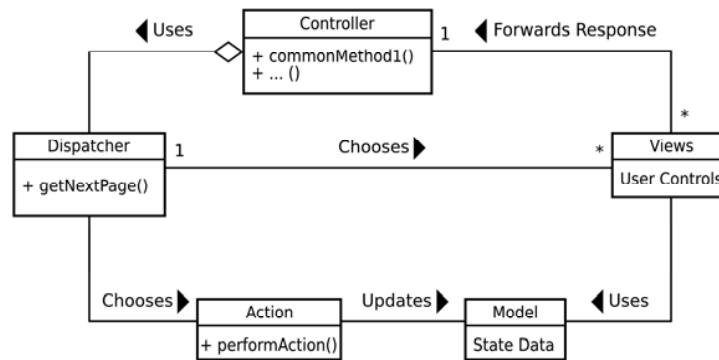 Controller
Uses
1
Forwards Response
+ commonMethod1()
+ ... ()
*
Dispatcher
1
Chooses
*
Views
+ getNextPage()
User Controls
Chooses
Action
Updates
Model
Uses
+ performAction()
State Data